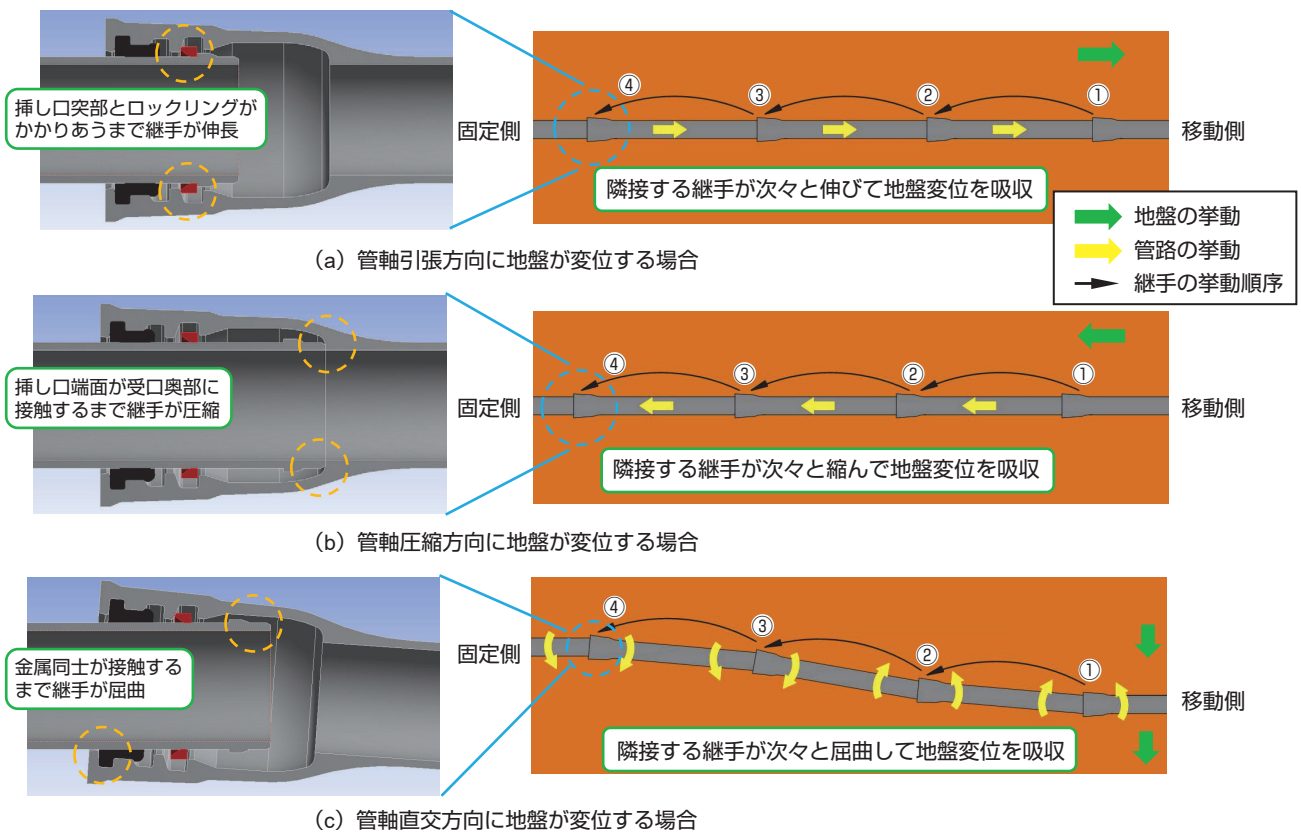 挿し口突部とロックリングが
かかりあうまで継手が伸長
固定側
④
③
②
①
移動側
隣接する継手が次々と伸びて地盤変位を吸収
地盤の挙動
管路の挙動
継手の挙動順序
(a) 管軸引張方向に地盤が変位する場合
挿し口端面が受口奥部に
接触するまで継手が圧縮
固定側
④
③
②
①
移動側
隣接する継手が次々と縮んで地盤変位を吸収
(b) 管軸圧縮方向に地盤が変位する場合
金属同士が接触する
まで継手が屈曲
固定側
④
③
②
①
移動側
隣接する継手が次々と屈曲して地盤変位を吸収
(c) 管軸直交方向に地盤が変位する場合